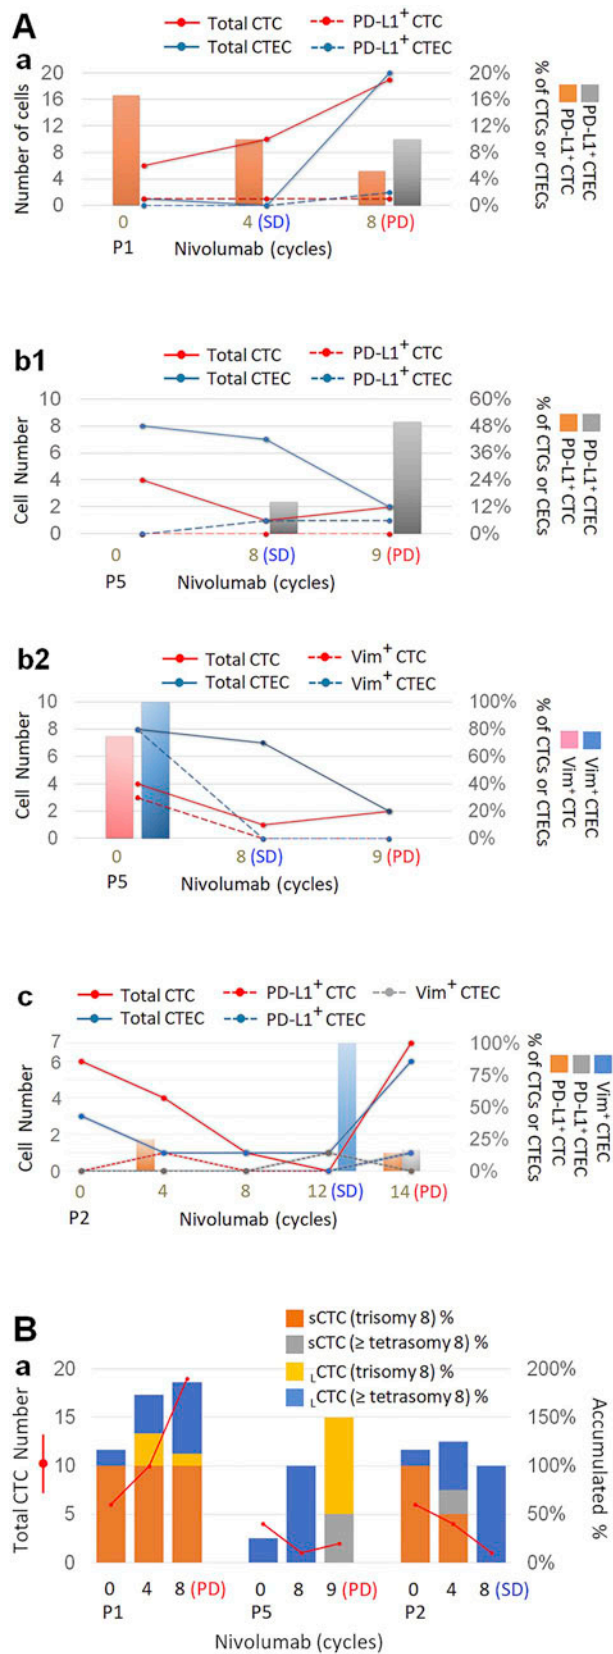 A
Total CTC PD-L1⁺ CTC
Total CTEC PD-L1⁺ CTEC
a
Number of cells
20
16
12
8
4
0
20%
16%
12%
8%
4%
0%
% of CTCs or CTECs
PD-L1⁺ CTC
PD-L1⁺ CTEC
0 4 (SD) 8 (PD)
P1 Nivolumab (cycles)
b1
Total CTC PD-L1⁺ CTC
Total CTEC PD-L1⁺ CTEC
Cell Number
10
8
6
4
2
0
60%
48%
36%
24%
12%
0%
% of CTCs or CECs
PD-L1⁺ CTC
PD-L1⁺ CTEC
0 8 (SD) 9 (PD)
P5 Nivolumab (cycles)
b2
Total CTC Vim⁺ CTC
Total CTEC Vim⁺ CTEC
Cell Number
10
8
6
4
2
0
100%
80%
60%
40%
20%
0%
% of CTCs or CTECs
Vim⁺ CTC
Vim⁺ CTEC
0 8 (SD) 9 (PD)
P5 Nivolumab (cycles)
c
Total CTC PD-L1⁺ CTC Vim⁺ CTEC
Total CTEC PD-L1⁺ CTEC
Cell Number
7
6
4
2
0
100%
75%
50%
25%
0%
% of CTCs or CTECs
PD-L1⁺ CTC
PD-L1⁺ CTEC
Vim⁺ CTEC
0 4 8 12 (SD) 14 (PD)
P2 Nivolumab (cycles)
B
sCTC (trisomy 8) %
sCTC (≥ tetrasomy 8) %
LCTC (trisomy 8) %
LCTC (≥ tetrasomy 8) %
a
Total CTC Number
20
15
10
5
0
200%
150%
100%
50%
0%
Accumulated %
0 4 8 (PD) 0 8 9 (PD) 0 4 8 (SD)
P1 P5 P2
Nivolumab (cycles)